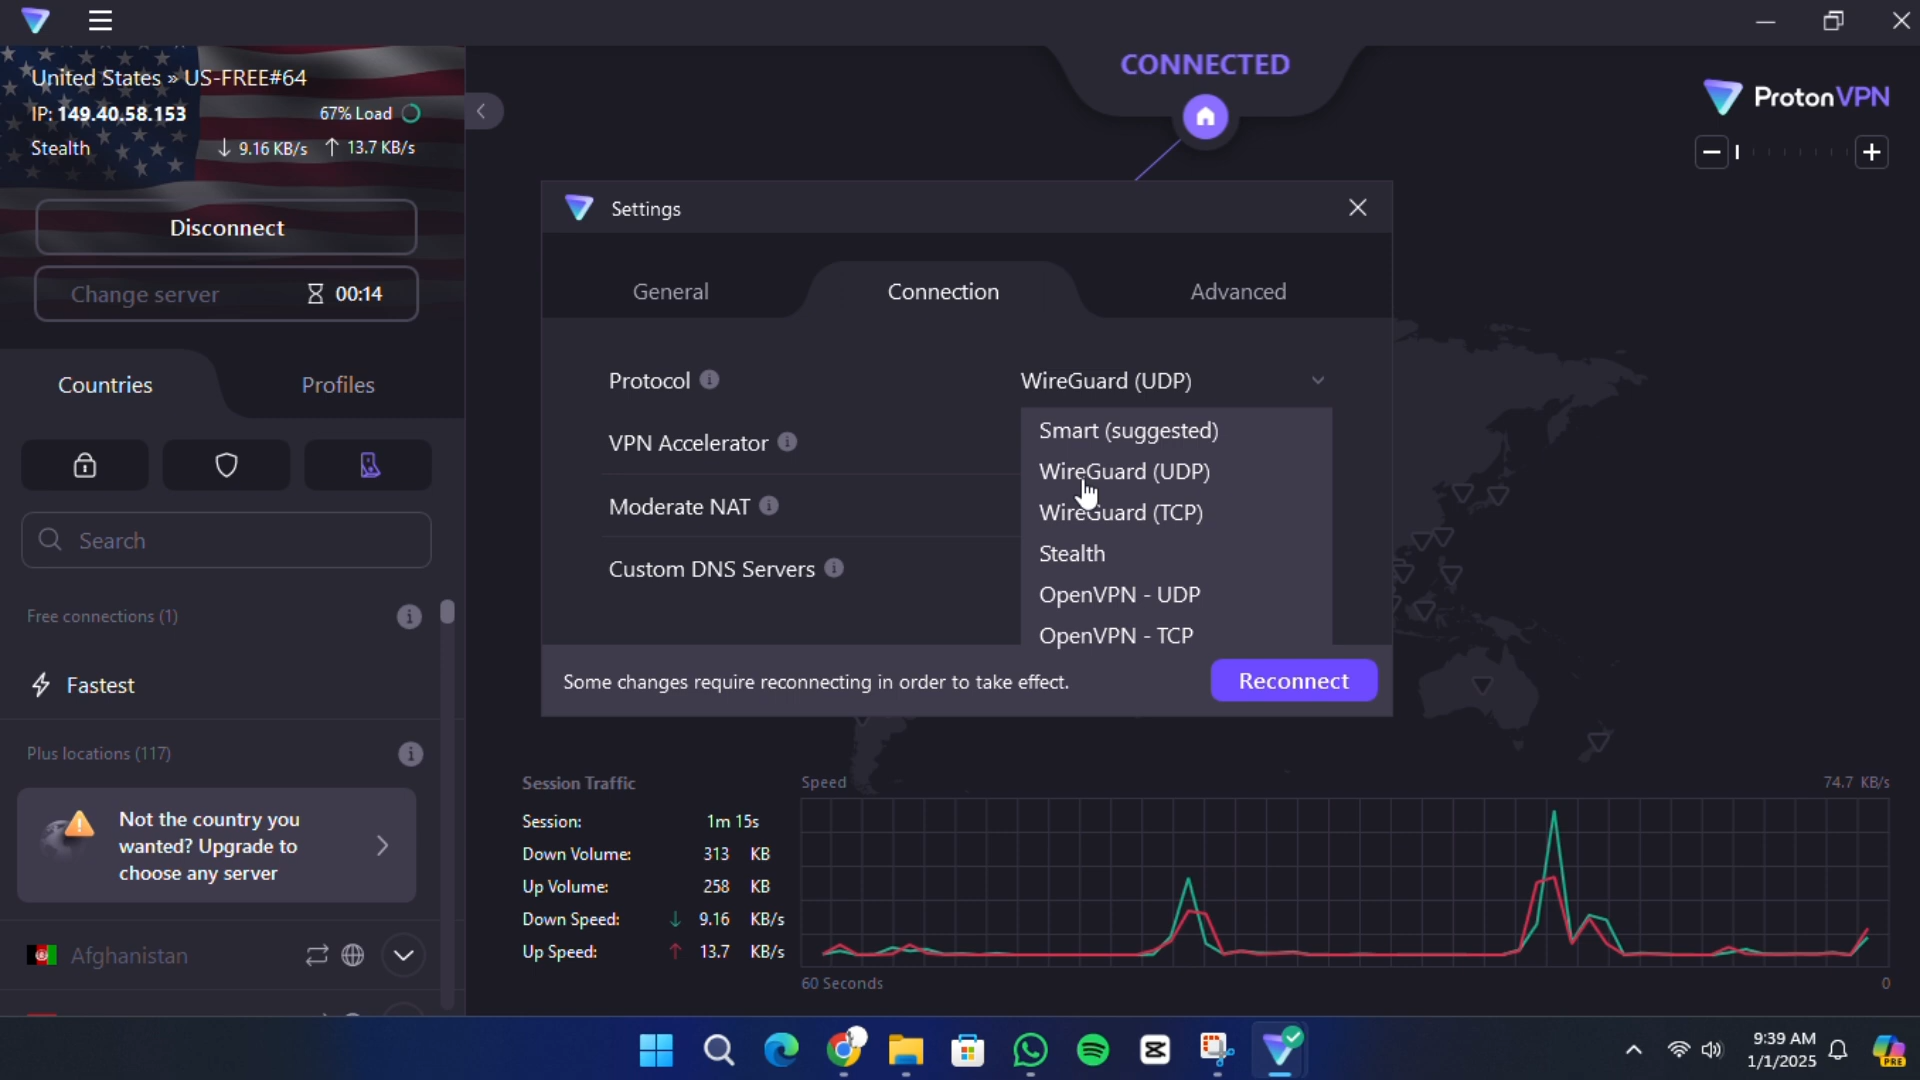 United States » US-FREE#64
IP: 149.40.58.153 67% Load
Stealth ↓ 9.16 KB/s ↑ 13.7 KB/s
Disconnect
Change server 00:14
Countries Profiles
Search
Free connections (1)
Fastest
Plus locations (117)
Not the country you
wanted? Upgrade to
choose any server
Afghanistan
CONNECTED
ProtonVPN
Settings
General Connection Advanced
Protocol WireGuard (UDP)
VPN Accelerator
Moderate NAT
Custom DNS Servers
Smart (suggested)
WireGuard (UDP)
WireGuard (TCP)
Stealth
OpenVPN - UDP
OpenVPN - TCP
Some changes require reconnecting in order to take effect. Reconnect
Session Traffic
Session: 1m 15s
Down Volume: 313 KB
Up Volume: 258 KB
Down Speed: ↓ 9.16 KB/s
Up Speed: ↑ 13.7 KB/s
Speed 74.7 KB/s
60 Seconds 0
9:39 AM
1/1/2025
PRE